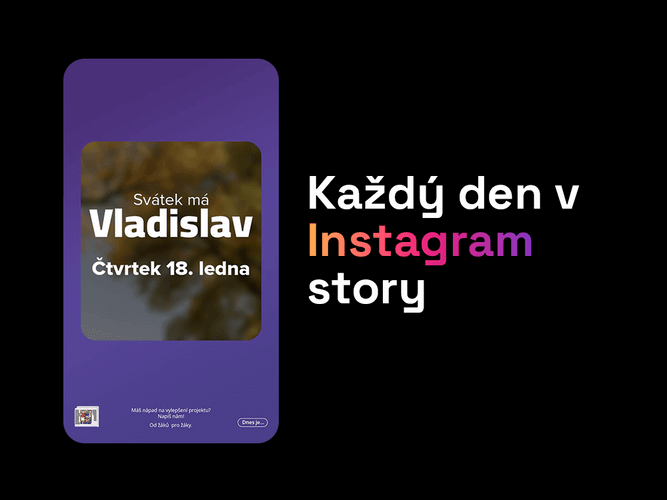 Svátek má
Vladislav
Čtvrtek 18. ledna
Máš nápad na vylepšení projektu?
Napiš nám!
Od žáků pro žáky.
Dnes je...
Každý den v
Instagram
story